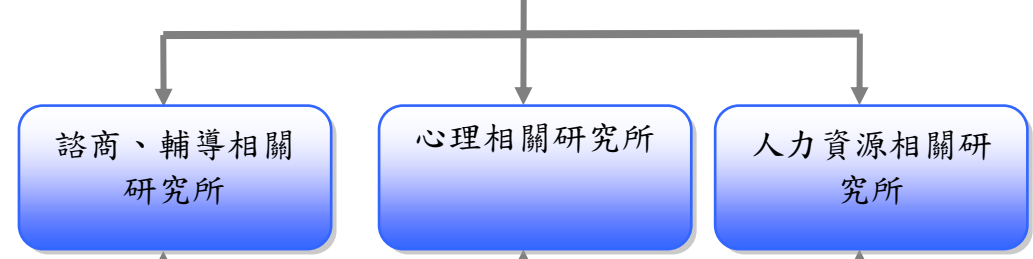 諮商、輔導相關
研究所
心理相關研究所
人力資源相關研
究所